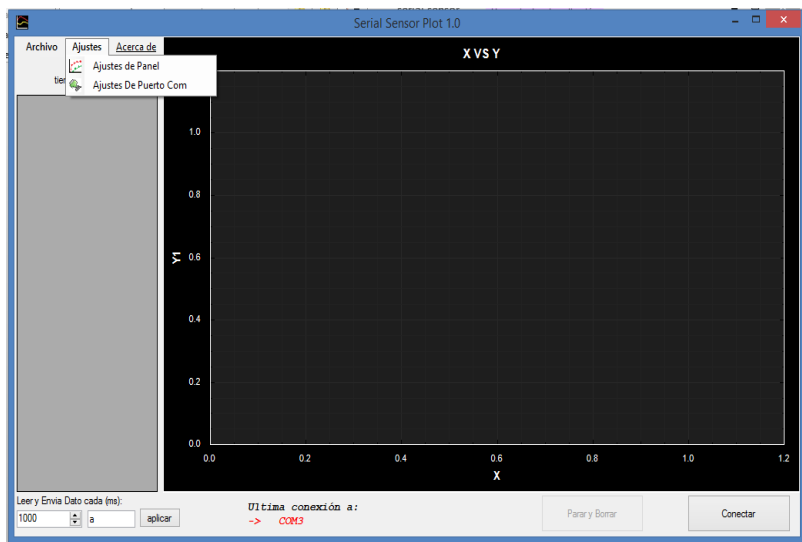 Serial Sensor Plot 1.0
Archivo Ajustes Acerca de
Ajustes de Panel
Ajustes De Puerto Com
X VS Y
1.0
0.8
0.6
0.4
0.2
0.0
Y1
0.0 0.2 0.4 0.6 0.8 1.0 1.2
X
Leer y Envia Dato cada (ms):
1000 a aplicar
Ultima conexión a:
-> COM3
Parar y Borrar
Conectar